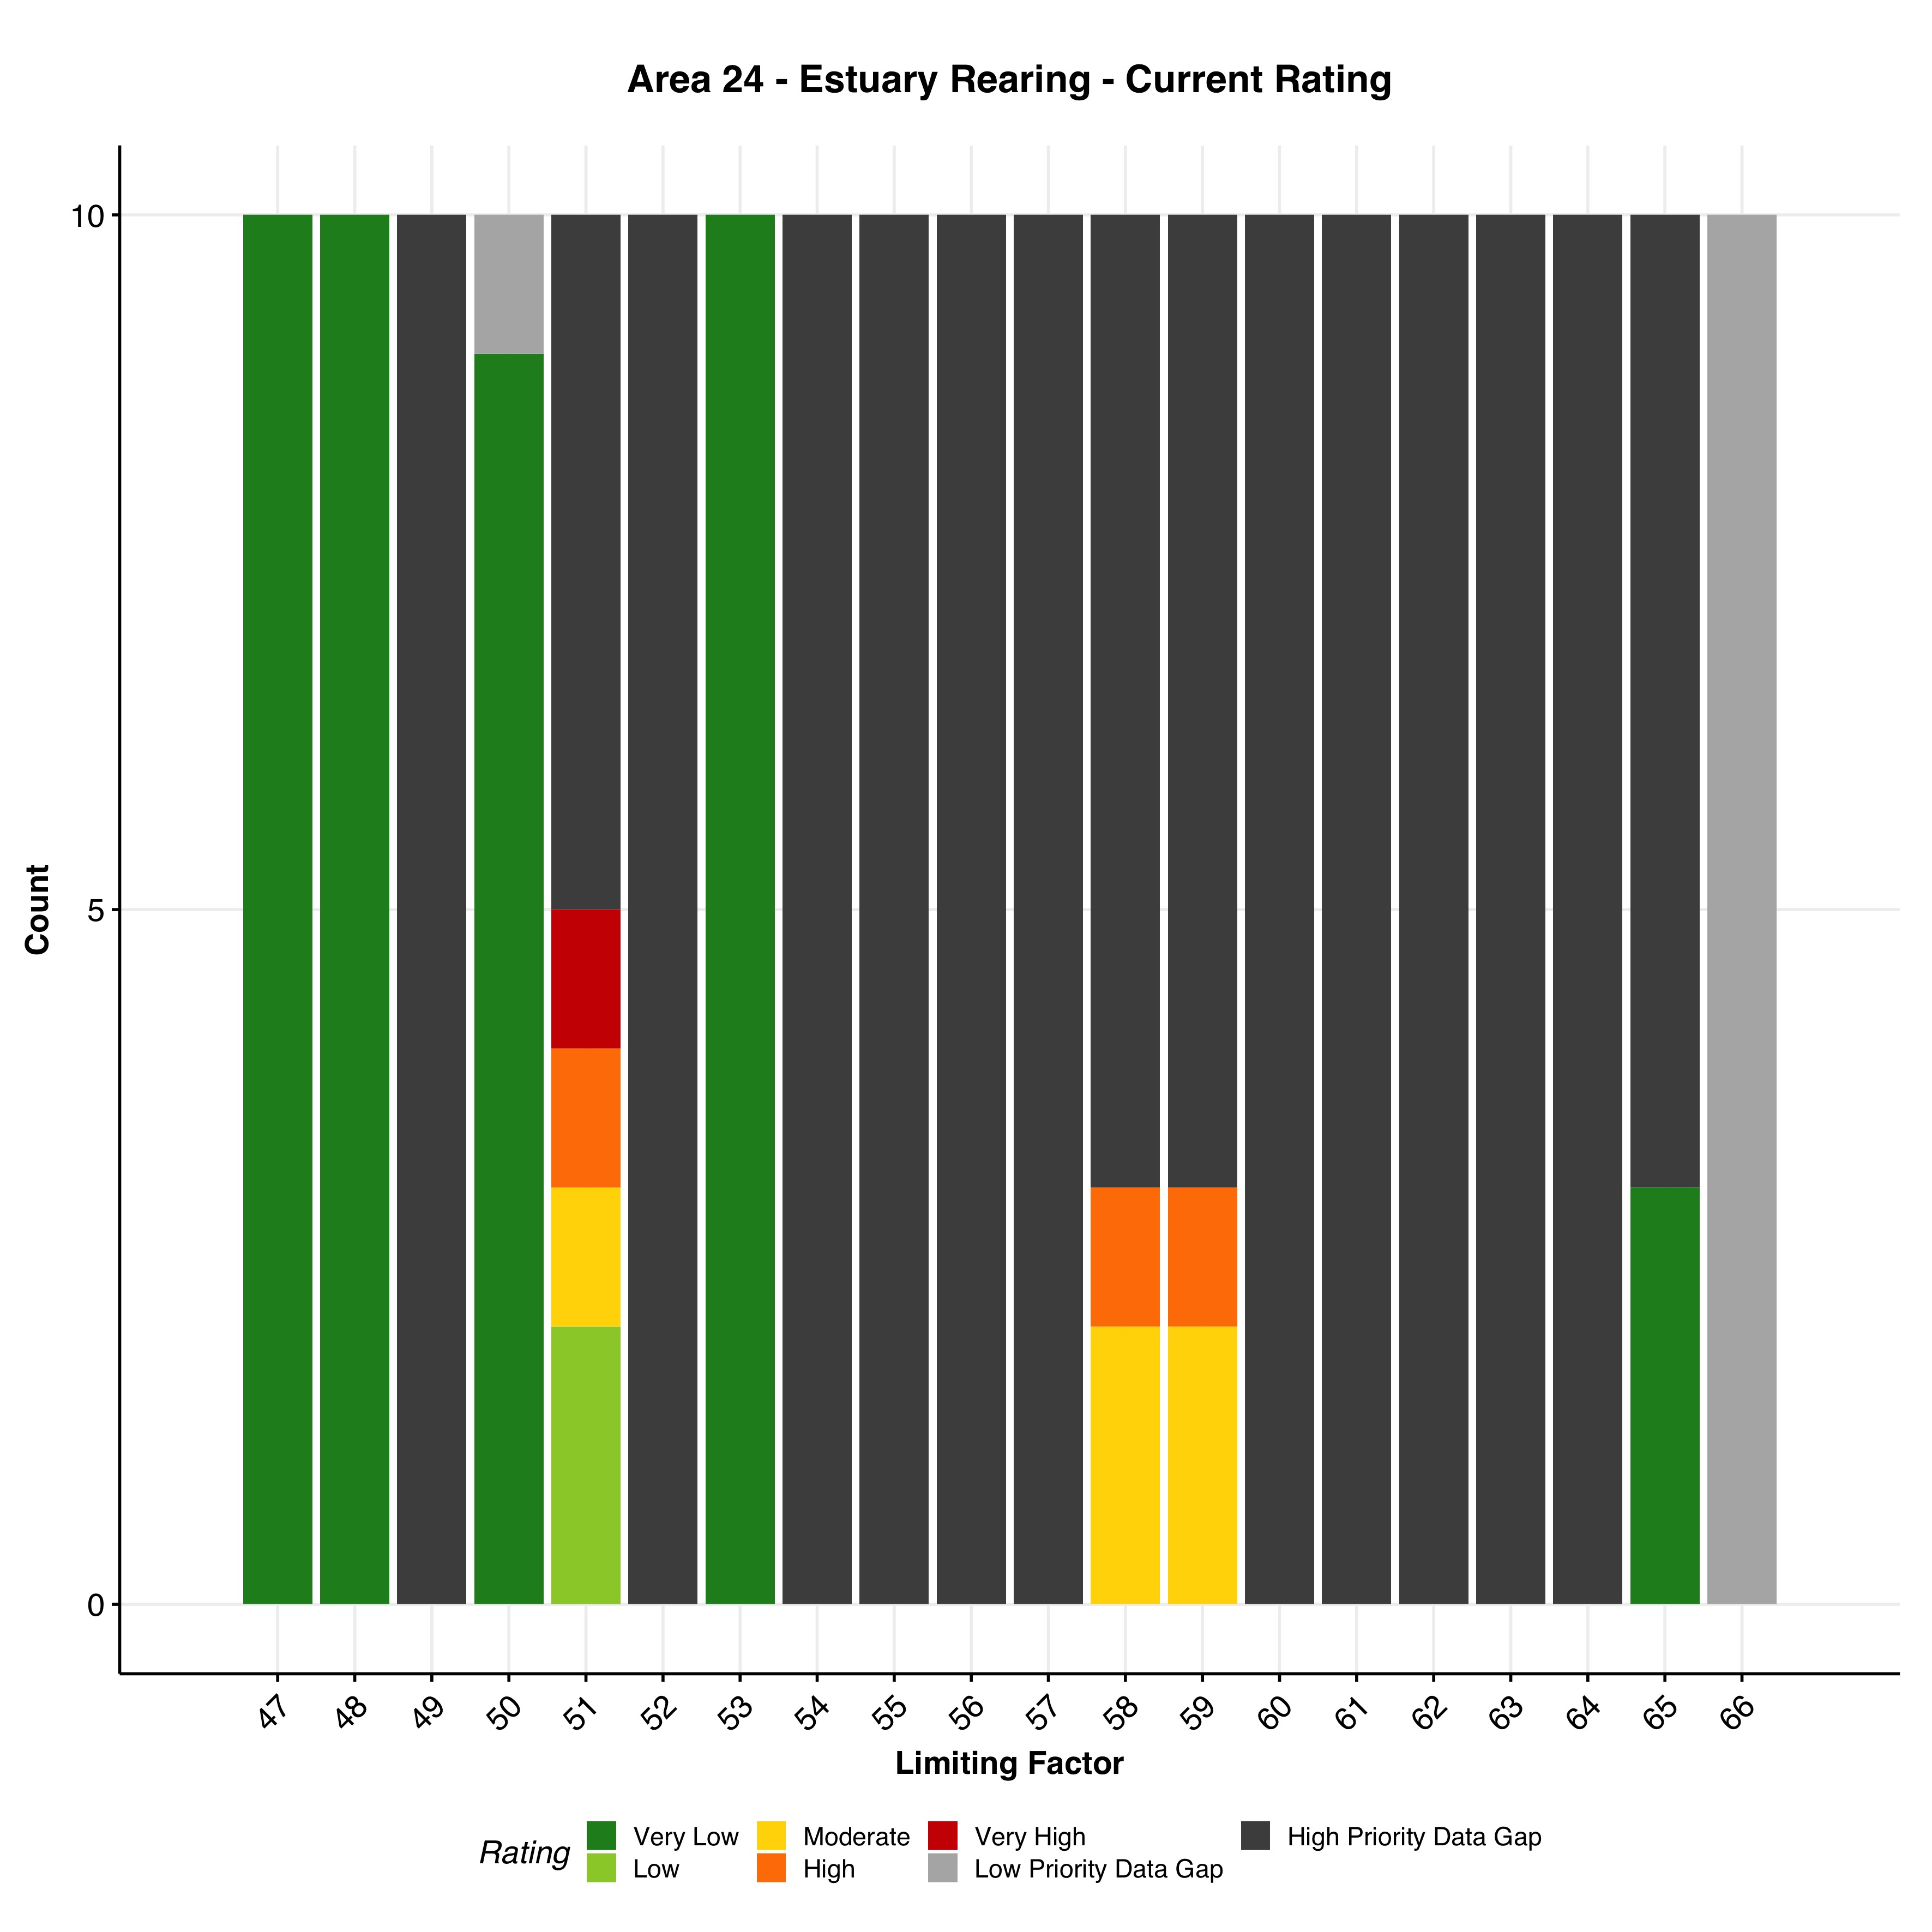 Area 24 - Estuary Rearing - Current Rating
10
5
0
Count
47 48 49 50 51 52 53 54 55 56 57 58 59 60 61 62 63 64 65 66
Limiting Factor
Rating
Very Low Moderate Very High High Priority Data Gap
Low High Low Priority Data Gap